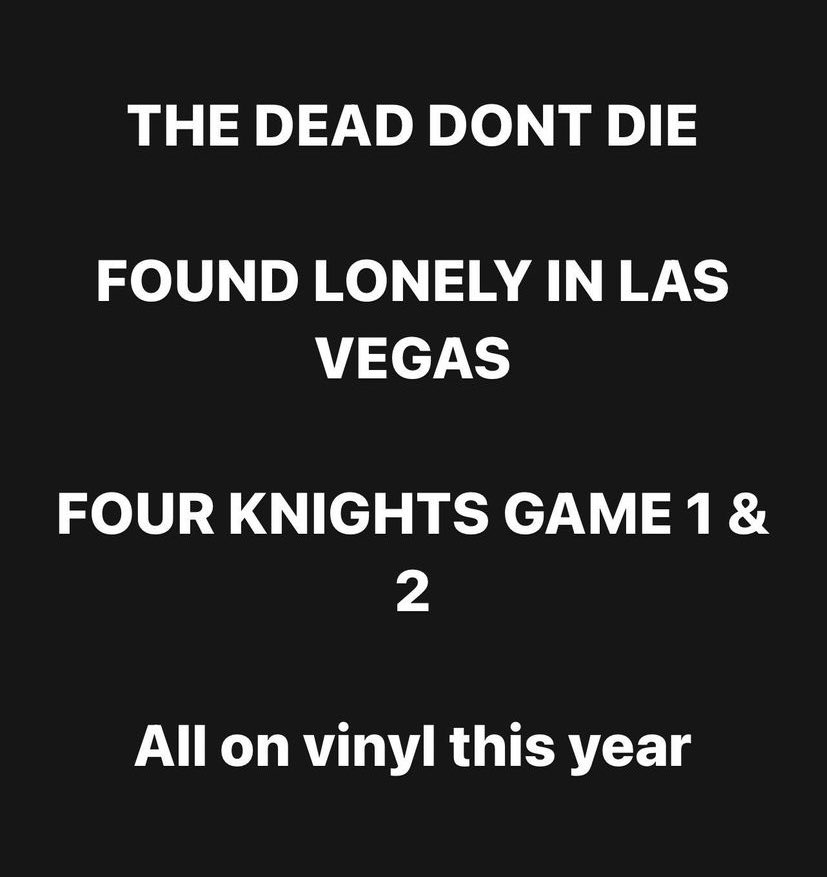 THE DEAD DONT DIE
FOUND LONELY IN LAS
VEGAS
FOUR KNIGHTS GAME 1 &
2
All on vinyl this year